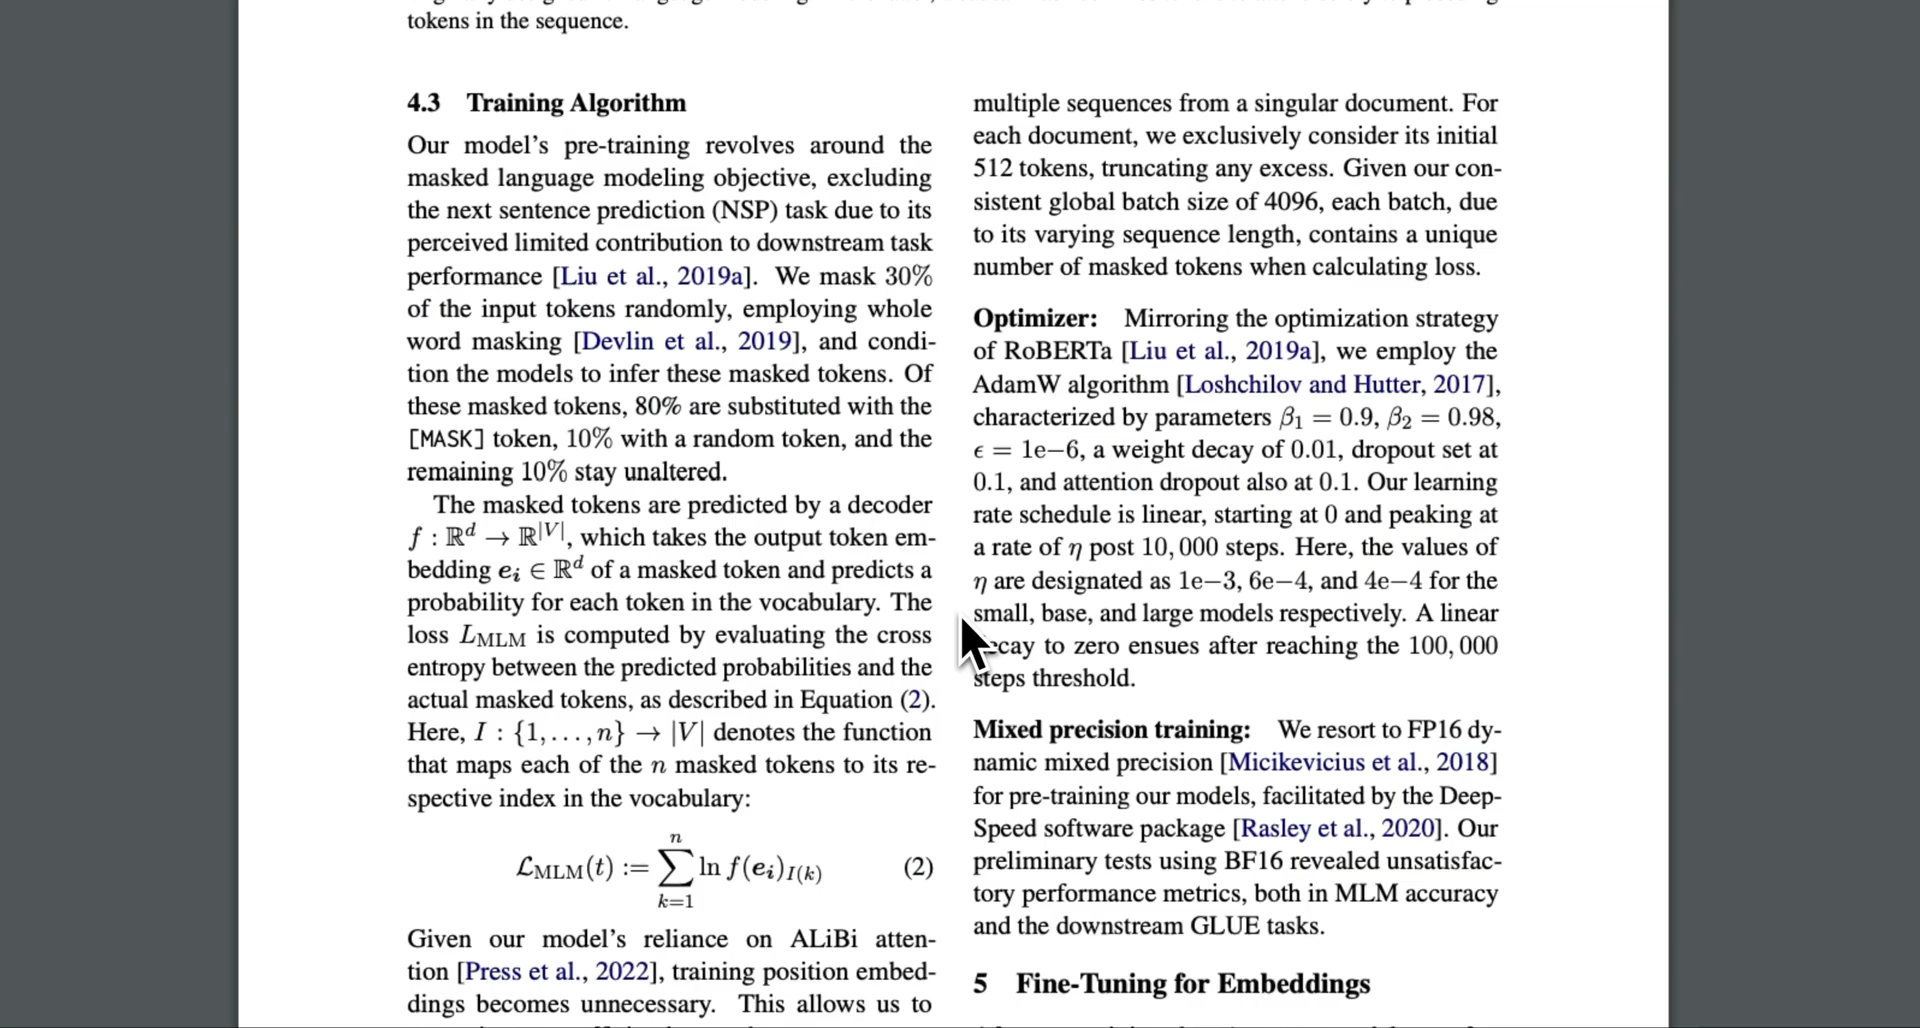 tokens in the sequence.
4.3 Training Algorithm
Our model's pre-training revolves around the
masked language modeling objective, excluding
the next sentence prediction (NSP) task due to its
perceived limited contribution to downstream task
performance [Liu et al., 2019a]. We mask 30%
of the input tokens randomly, employing whole
word masking [Devlin et al., 2019], and condi-
tion the models to infer these masked tokens. Of
these masked tokens, 80% are substituted with the
[MASK] token, 10% with a random token, and the
remaining 10% stay unaltered.
The masked tokens are predicted by a decoder
f : ℝᵈ → ℝ|V|, which takes the output token em-
bedding eᵢ ∈ ℝᵈ of a masked token and predicts a
probability for each token in the vocabulary. The
loss L_MLM is computed by evaluating the cross
entropy between the predicted probabilities and the
actual masked tokens, as described in Equation (2).
Here, I : {1, . . . , n} → |V| denotes the function
that maps each of the n masked tokens to its re-
spective index in the vocabulary:
ℒ_MLM(t) := ∑_{k=1}^{n} ln f(eᵢ)_{I(k)} (2)
Given our model's reliance on ALiBi atten-
tion [Press et al., 2022], training position embed-
dings becomes unnecessary. This allows us to
multiple sequences from a singular document. For
each document, we exclusively consider its initial
512 tokens, truncating any excess. Given our con-
sistent global batch size of 4096, each batch, due
to its varying sequence length, contains a unique
number of masked tokens when calculating loss.
Optimizer: Mirroring the optimization strategy
of RoBERTa [Liu et al., 2019a], we employ the
AdamW algorithm [Loshchilov and Hutter, 2017],
characterized by parameters β₁ = 0.9, β₂ = 0.98,
ϵ = 1e−6, a weight decay of 0.01, dropout set at
0.1, and attention dropout also at 0.1. Our learning
rate schedule is linear, starting at 0 and peaking at
a rate of η post 10, 000 steps. Here, the values of
η are designated as 1e−3, 6e−4, and 4e−4 for the
small, base, and large models respectively. A linear
decay to zero ensues after reaching the 100, 000
steps threshold.
Mixed precision training: We resort to FP16 dy-
namic mixed precision [Micikevicius et al., 2018]
for pre-training our models, facilitated by the Deep-
Speed software package [Rasley et al., 2020]. Our
preliminary tests using BF16 revealed unsatisfac-
tory performance metrics, both in MLM accuracy
and the downstream GLUE tasks.
5 Fine-Tuning for Embeddings